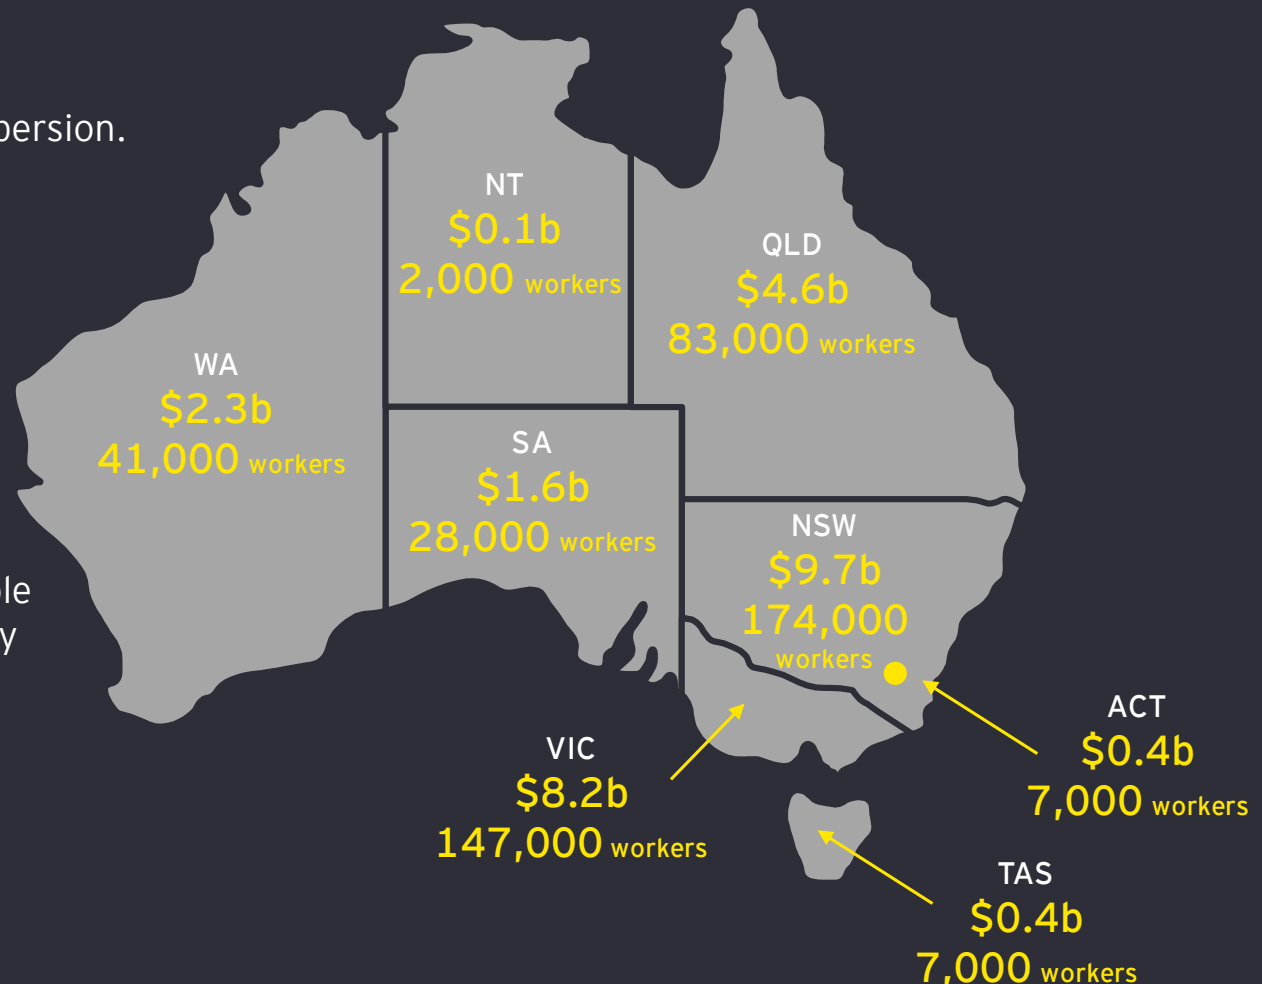 NT
$0.1b
2,000 workers
QLD
$4.6b
83,000 workers
WA
$2.3b
41,000 workers
SA
$1.6b
28,000 workers
NSW
$9.7b
174,000
workers
ACT
$0.4b
7,000 workers
VIC
$8.2b
147,000 workers
TAS
$0.4b
7,000 workers